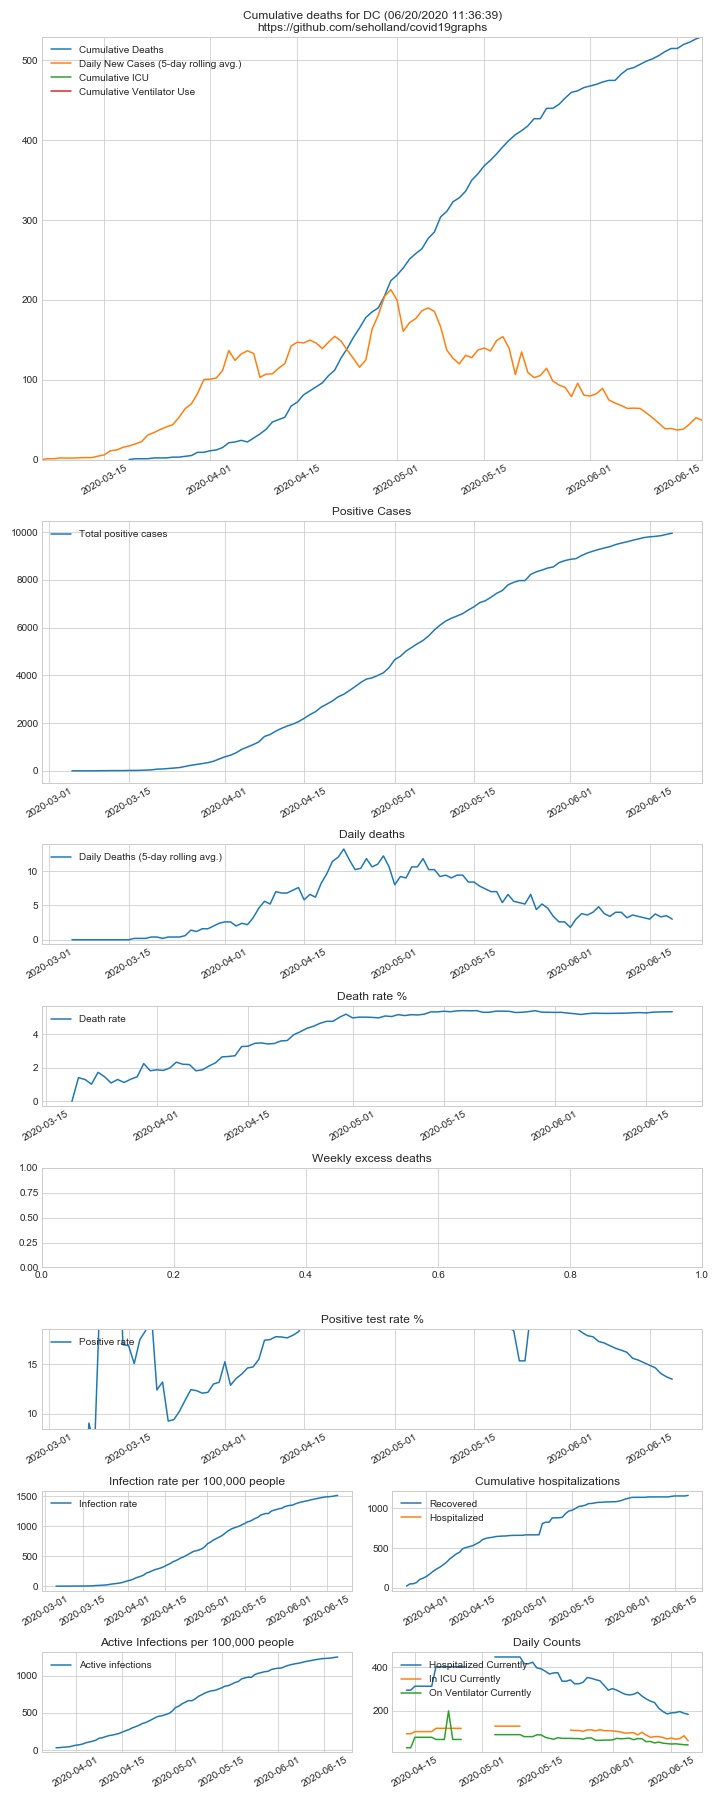 Cumulative deaths for DC (06/20/2020 11:36:39)
https://github.com/seholland/covid19graphs
Cumulative Deaths
Daily New Cases (5-day rolling avg.)
Cumulative ICU
Cumulative Ventilator Use
500
400
300
200
100
0
2020-03-15 2020-04-01 2020-04-15 2020-05-01 2020-05-15 2020-06-01 2020-06-15
Positive Cases
Total positive cases
10000
8000
6000
4000
2000
0
2020-03-01 2020-03-15 2020-04-01 2020-04-15 2020-05-01 2020-05-15 2020-06-01 2020-06-15
Daily deaths
Daily Deaths (5-day rolling avg.)
10
5
0
2020-03-01 2020-03-15 2020-04-01 2020-04-15 2020-05-01 2020-05-15 2020-06-01 2020-06-15
Death rate %
Death rate
4
2
0
2020-03-15 2020-04-01 2020-04-15 2020-05-01 2020-05-15 2020-06-01 2020-06-15
Weekly excess deaths
1.00
0.75
0.50
0.25
0.00
0.0 0.2 0.4 0.6 0.8 1.0
Positive test rate %
Positive rate
15
10
2020-03-01 2020-03-15 2020-04-01 2020-04-15 2020-05-01 2020-05-15 2020-06-01 2020-06-15
Infection rate per 100,000 people
Infection rate
1500
1000
500
0
2020-03-01 2020-03-15 2020-04-01 2020-04-15 2020-05-01 2020-05-15 2020-06-01 2020-06-15
Cumulative hospitalizations
Recovered
Hospitalized
1000
500
0
2020-04-01 2020-04-15 2020-05-01 2020-05-15 2020-06-01 2020-06-15
Active Infections per 100,000 people
Active infections
1000
500
0
2020-04-01 2020-04-15 2020-05-01 2020-05-15 2020-06-01 2020-06-15
Daily Counts
Hospitalized Currently
In ICU Currently
On Ventilator Currently
400
200
2020-04-15 2020-05-01 2020-05-15 2020-06-01 2020-06-15